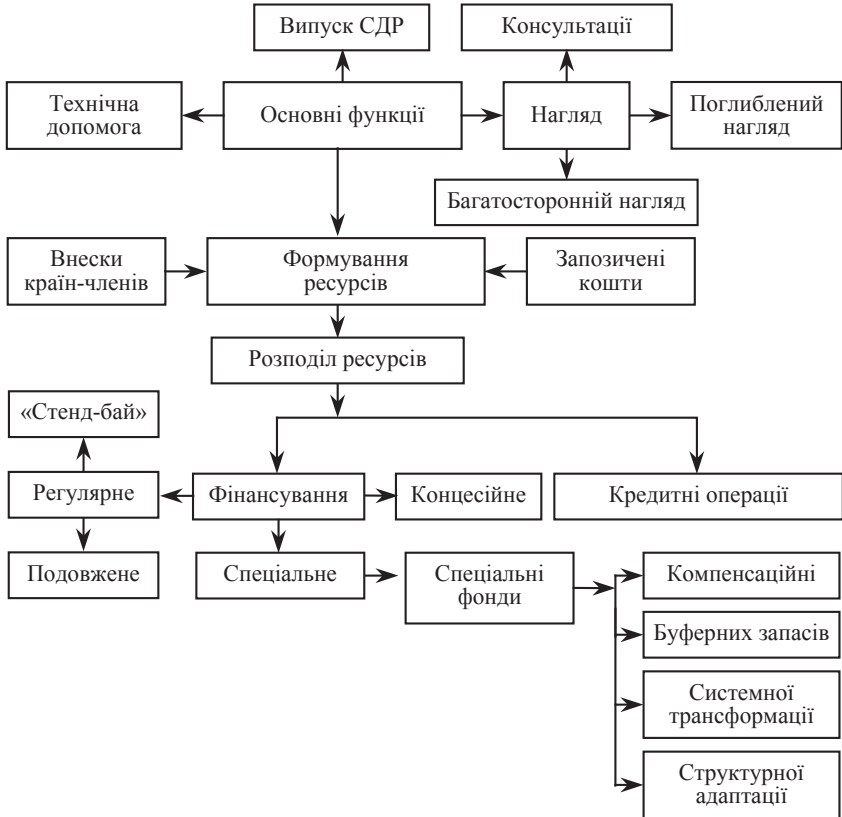 Випуск СДР
Консультації
Технічна
допомога
Основні функції
Нагляд
Поглиблений
нагляд
Багатосторонній нагляд
Внески
країн-членів
Формування
ресурсів
Запозичені
кошти
Розподіл ресурсів
«Стенд-бай»
Регулярне
Фінансування
Концесійне
Кредитні операції
Подовжене
Спеціальне
Спеціальні
фонди
Компенсаційні
Буферних запасів
Системної
трансформації
Структурної
адаптації